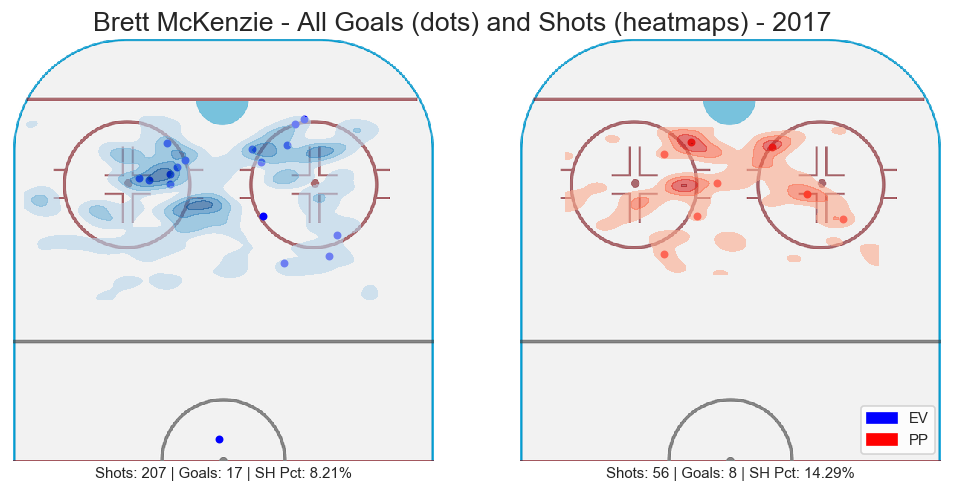 Brett McKenzie - All Goals (dots) and Shots (heatmaps) - 2017
EV
PP
Shots: 207 | Goals: 17 | SH Pct: 8.21%
Shots: 56 | Goals: 8 | SH Pct: 14.29%